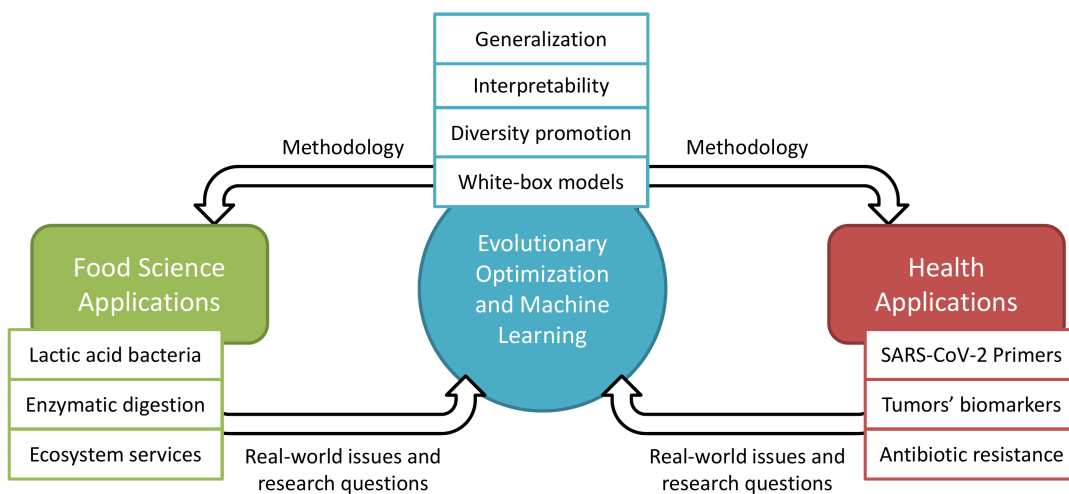 Generalization
Interpretability
Diversity promotion
White-box models
Methodology
Methodology
Food Science
Applications
Evolutionary
Optimization
and Machine
Learning
Health
Applications
Lactic acid bacteria
Enzymatic digestion
Ecosystem services
SARS-CoV-2 Primers
Tumors' biomarkers
Antibiotic resistance
Real-world issues and
research questions
Real-world issues and
research questions